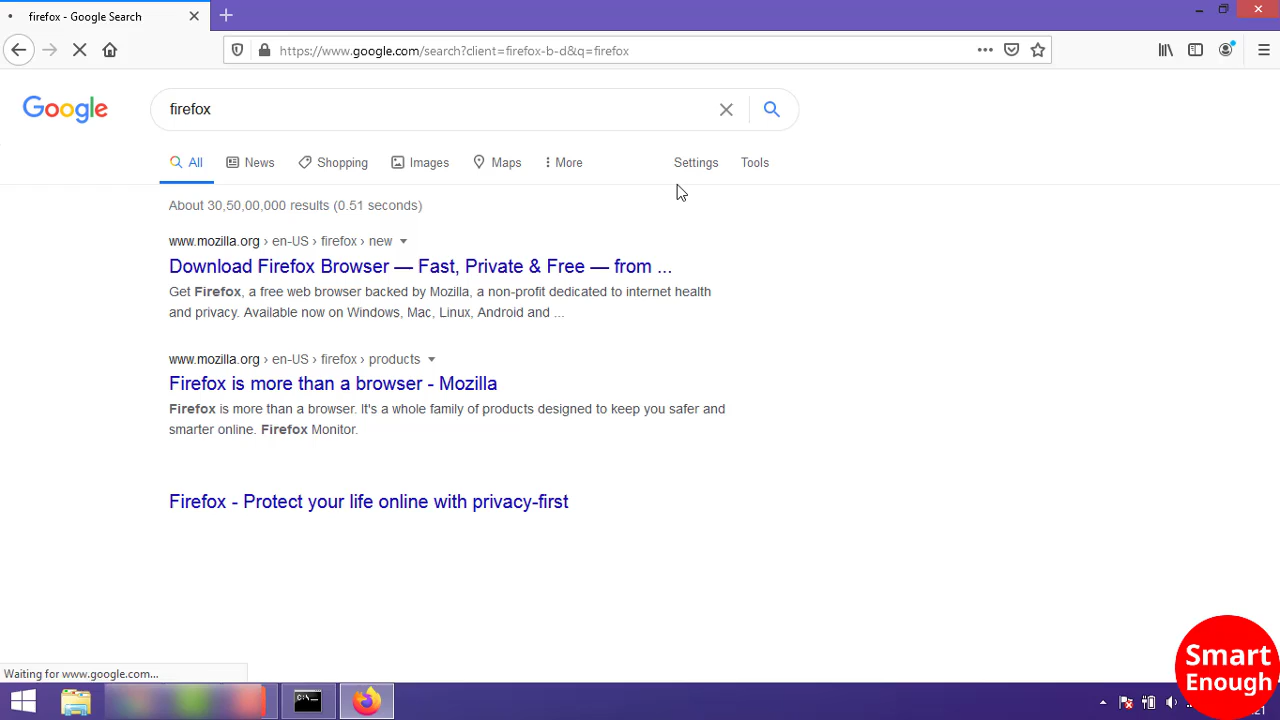 firefox - Google Search
https://www.google.com/search?client=firefox-b-d&q=firefox
Google
firefox
All
News
Shopping
Images
Maps
More
Settings
Tools
About 30,50,00,000 results (0.51 seconds)
www.mozilla.org › en-US › firefox › new
Download Firefox Browser — Fast, Private & Free — from ...
Get Firefox, a free web browser backed by Mozilla, a non-profit dedicated to internet health
and privacy. Available now on Windows, Mac, Linux, Android and ...
www.mozilla.org › en-US › firefox › products
Firefox is more than a browser - Mozilla
Firefox is more than a browser. It's a whole family of products designed to keep you safer and
smarter online. Firefox Monitor.
Firefox - Protect your life online with privacy-first
Waiting for www.google.com...
C:\
Smart
Enough